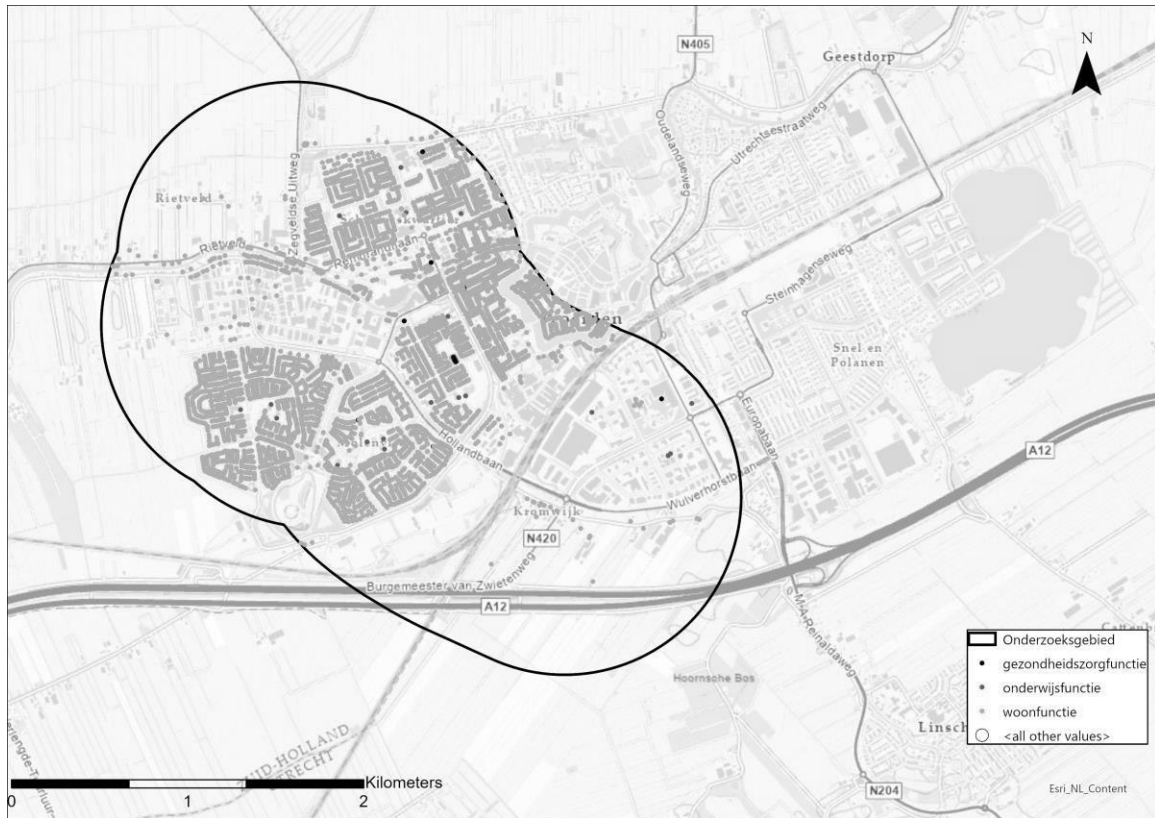 N405
Geestdorp
N
Oudelandseweg
Utrechtsestraatweg
Zegveldse Uitweg
Rietveld
Rietveld
Rembrandtlaan
Steinhagenseweg
Snel en
Polanen
Europabaan
Hollandbaan
Wulverhorstbaan
A12
Kromwijk
N420
Burgemeester van Zwietenweg
A12
M.A.Reinaldaweg
Hoornsche Bos
Onderzoeksgebied
gezondheidszorgfunctie
onderwijsfunctie
woonfunctie
<all other values>
UTRECHT
Kilometers
0 1 2
N204
Esri_NL_Content